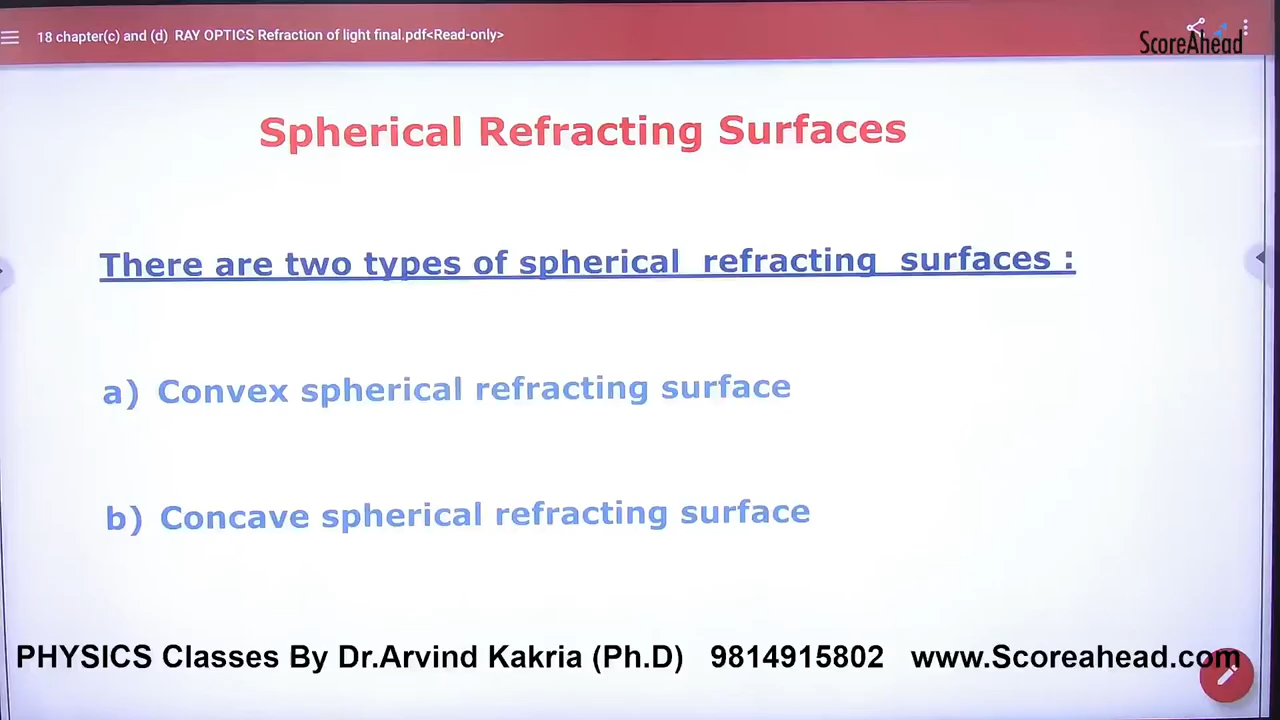 18 chapter(c) and (d) RAY OPTICS Refraction of light final.pdf<Read-only>
ScoreAhead
Spherical Refracting Surfaces
There are two types of spherical refracting surfaces :
a) Convex spherical refracting surface
b) Concave spherical refracting surface
PHYSICS Classes By Dr.Arvind Kakria (Ph.D) 9814915802 www.Scoreahead.com